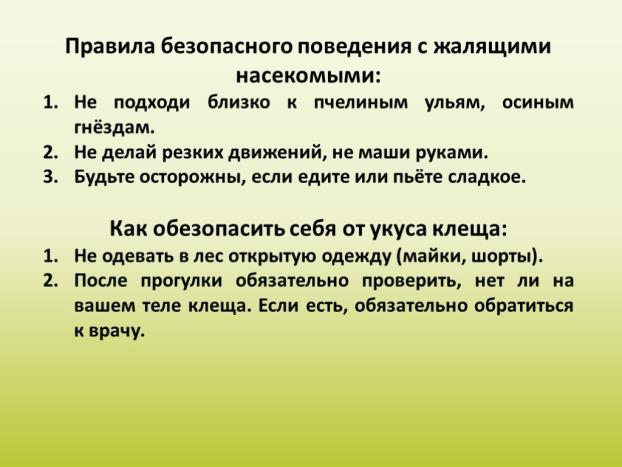 Правила безопасного поведения с жалящими
насекомыми:
1. Не подходи близко к пчелиным ульям, осиным
гнёздам.
2. Не делай резких движений, не маши руками.
3. Будьте осторожны, если едите или пьёте сладкое.
Как обезопасить себя от укуса клеща:
1. Не одевать в лес открытую одежду (майки, шорты).
2. После прогулки обязательно проверить, нет ли на
вашем теле клеща. Если есть, обязательно обратиться
к врачу.